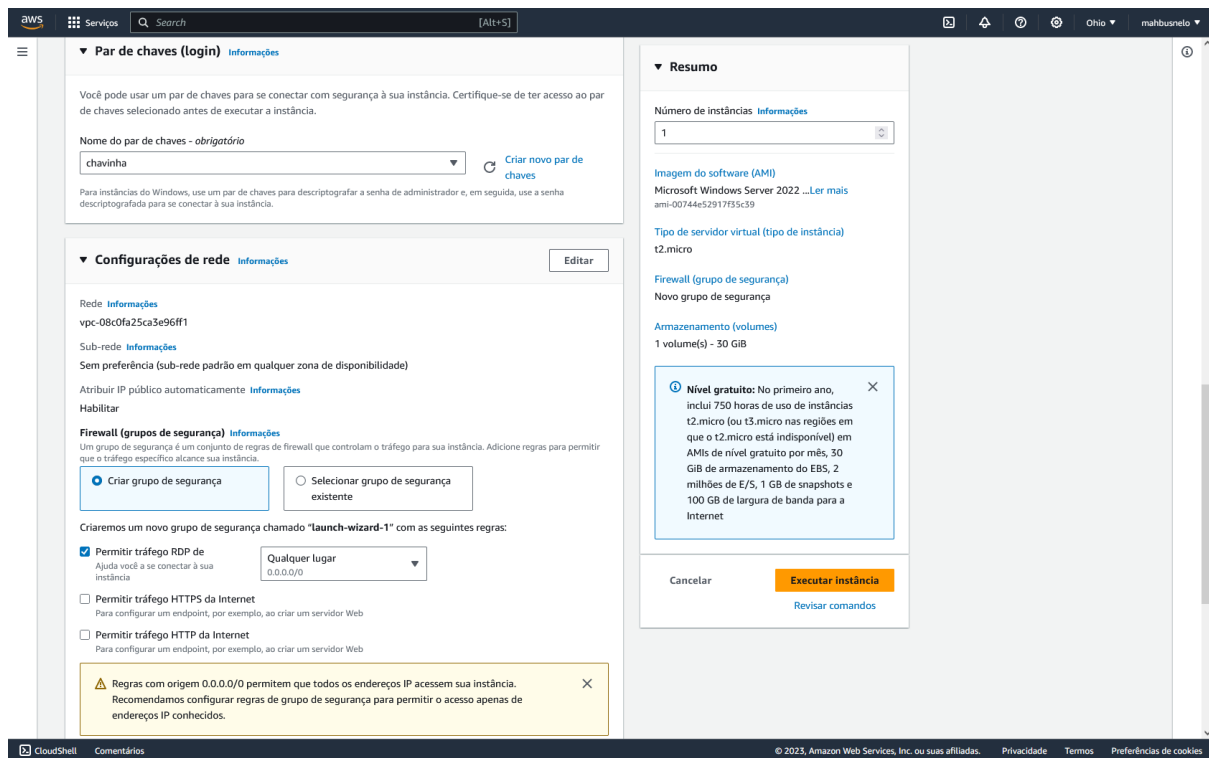 aws
Serviços
Search
[Alt+S]
Ohio
mahbusnelo
Par de chaves (login) Informações
Você pode usar um par de chaves para se conectar com segurança à sua instância. Certifique-se de ter acesso ao par
de chaves selecionado antes de executar a instância.
Nome do par de chaves - obrigatório
chavinha
Criar novo par de
chaves
Para instâncias do Windows, use um par de chaves para descriptografar a senha de administrador e, em seguida, use a senha
descriptografada para se conectar à sua instância.
Configurações de rede Informações
Editar
Rede Informações
vpc-08c0fa25ca3e96ff1
Sub-rede Informações
Sem preferência (sub-rede padrão em qualquer zona de disponibilidade)
Atribuir IP público automaticamente Informações
Habilitar
Firewall (grupos de segurança) Informações
Um grupo de segurança é um conjunto de regras de firewall que controlam o tráfego para sua instância. Adicione regras para permitir
que o tráfego específico alcance sua instância.
Criar grupo de segurança
Selecionar grupo de segurança
existente
Criaremos um novo grupo de segurança chamado "launch-wizard-1" com as seguintes regras:
Permitir tráfego RDP de
Ajuda você a se conectar à sua
instância
Qualquer lugar
0.0.0.0/0
Permitir tráfego HTTPS da Internet
Para configurar um endpoint, por exemplo, ao criar um servidor Web
Permitir tráfego HTTP da Internet
Para configurar um endpoint, por exemplo, ao criar um servidor Web
Regras com origem 0.0.0.0/0 permitem que todos os endereços IP acessem sua instância.
Recomendamos configurar regras de grupo de segurança para permitir o acesso apenas de
endereços IP conhecidos.
Resumo
Número de instâncias Informações
1
Imagem do software (AMI)
Microsoft Windows Server 2022 ...Ler mais
ami-00744e52917f35c39
Tipo de servidor virtual (tipo de instância)
t2.micro
Firewall (grupo de segurança)
Novo grupo de segurança
Armazenamento (volumes)
1 volume(s) - 30 GiB
Nível gratuito: No primeiro ano,
inclui 750 horas de uso de instâncias
t2.micro (ou t3.micro nas regiões em
que o t2.micro está indisponível) em
AMIs de nível gratuito por mês, 30
GiB de armazenamento do EBS, 2
milhões de E/S, 1 GB de snapshots e
100 GB de largura de banda para a
Internet
Cancelar
Executar instância
Revisar comandos
CloudShell
Comentários
© 2023, Amazon Web Services, Inc. ou suas afiliadas.
Privacidade
Termos
Preferências de cookies